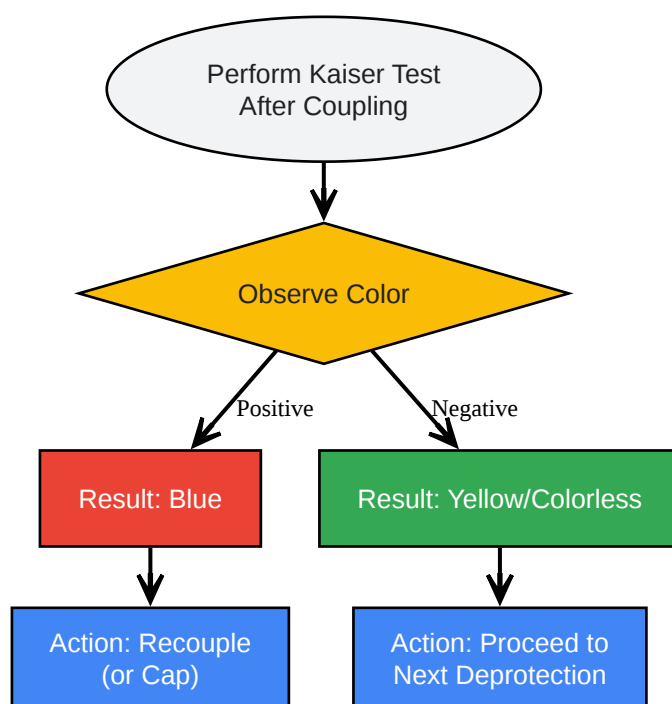 Perform Kaiser Test
After Coupling
Observe Color
Positive
Negative
Result: Blue
Result: Yellow/Colorless
Action: Recouple
(or Cap)
Action: Proceed to
Next Deprotection